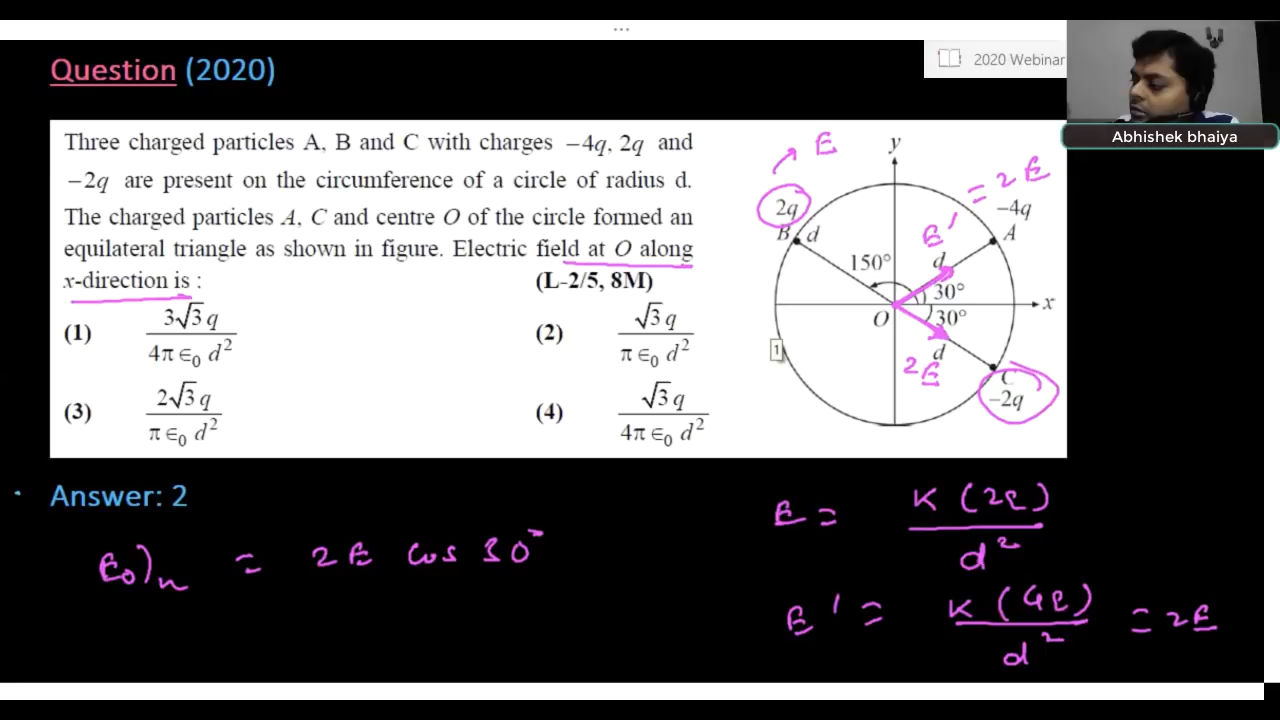 ...
2020 Webinar
Abhishek bhaiya
Question (2020)
Three charged particles A, B and C with charges −4q, 2q and
−2q are present on the circumference of a circle of radius d.
The charged particles A, C and centre O of the circle formed an
equilateral triangle as shown in figure. Electric field at O along
x-direction is : (L-2/5, 8M)
(1) 3√3 q / 4π ∈₀ d² (2) √3 q / π ∈₀ d²
(3) 2√3 q / π ∈₀ d² (4) √3 q / 4π ∈₀ d²
E
y
= 2E
2q
−4q
B d
E'
A
150°
d
30°
O
30°
x
1
2E
d
C
−2q
Answer: 2
E = K (2q) / d²
E₀)ₓ = 2E cos 30°
E' = K (4q) / d² = 2E